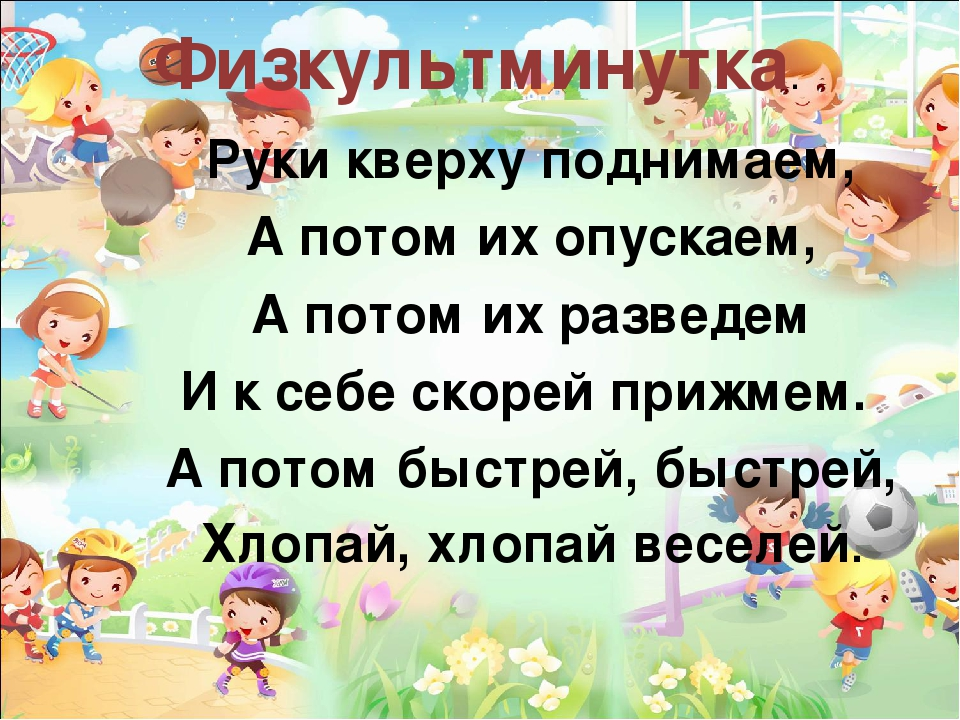 Физкультминутка.
Руки кверху поднимаем,
А потом их опускаем,
А потом их разведем
И к себе скорей прижмем.
А потом быстрей, быстрей,
Хлопай, хлопай веселей.
7